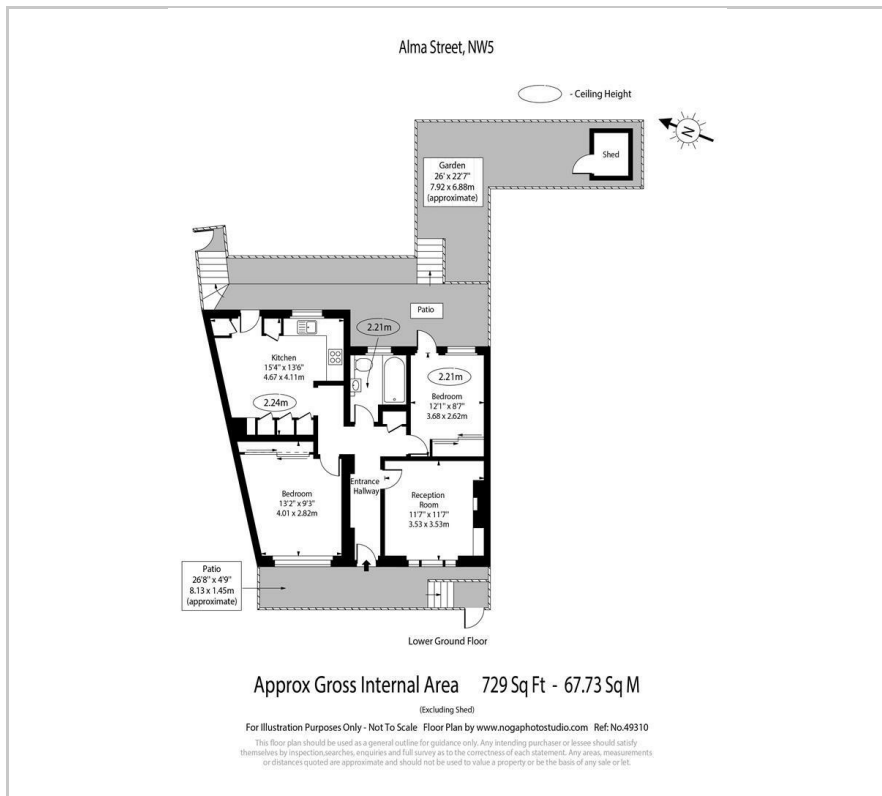 Alma Street, NW5
- Ceiling Height
N
Shed
Garden
26' x 22'7"
7.92 x 6.88m
(approximate)
Patio
2.21m
Kitchen
15'4" x 13'6"
4.67 x 4.11m
2.24m
2.21m
Bedroom
12'1" x 8'7"
3.68 x 2.62m
Bedroom
13'2" x 9'3"
4.01 x 2.82m
Entrance
Hallway
Reception
Room
11'7" x 11'7"
3.53 x 3.53m
Patio
26'8" x 4'9"
8.13 x 1.45m
(approximate)
Lower Ground Floor
Approx Gross Internal Area 729 Sq Ft - 67.73 Sq M
(Excluding Shed)
For Illustration Purposes Only - Not To Scale Floor Plan by www.nogaphotostudio.com Ref: No.49310
This floor plan should be used as a general outline for guidance only. Any intending purchaser or lessee should satisfy
themselves by inspection,searches, enquiries and full survey as to the correctness of each statement. Any areas, measurements
or distances quoted are approximate and should not be used to value a property or be the basis of any sale or let.